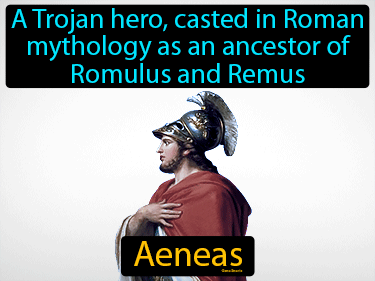 A Trojan hero, casted in Roman
mythology as an ancestor of
Romulus and Remus
Aeneas